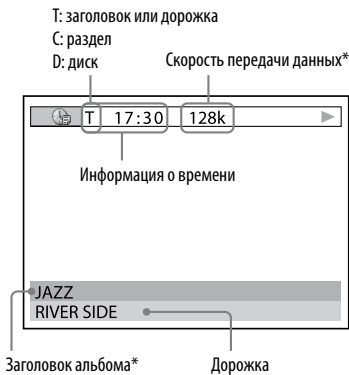 T: заголовок или дорожка
C: раздел
D: диск
Скорость передачи данных*
T 17:30 128k
Информация о времени
JAZZ
RIVER SIDE
Заголовок альбома*
Дорожка